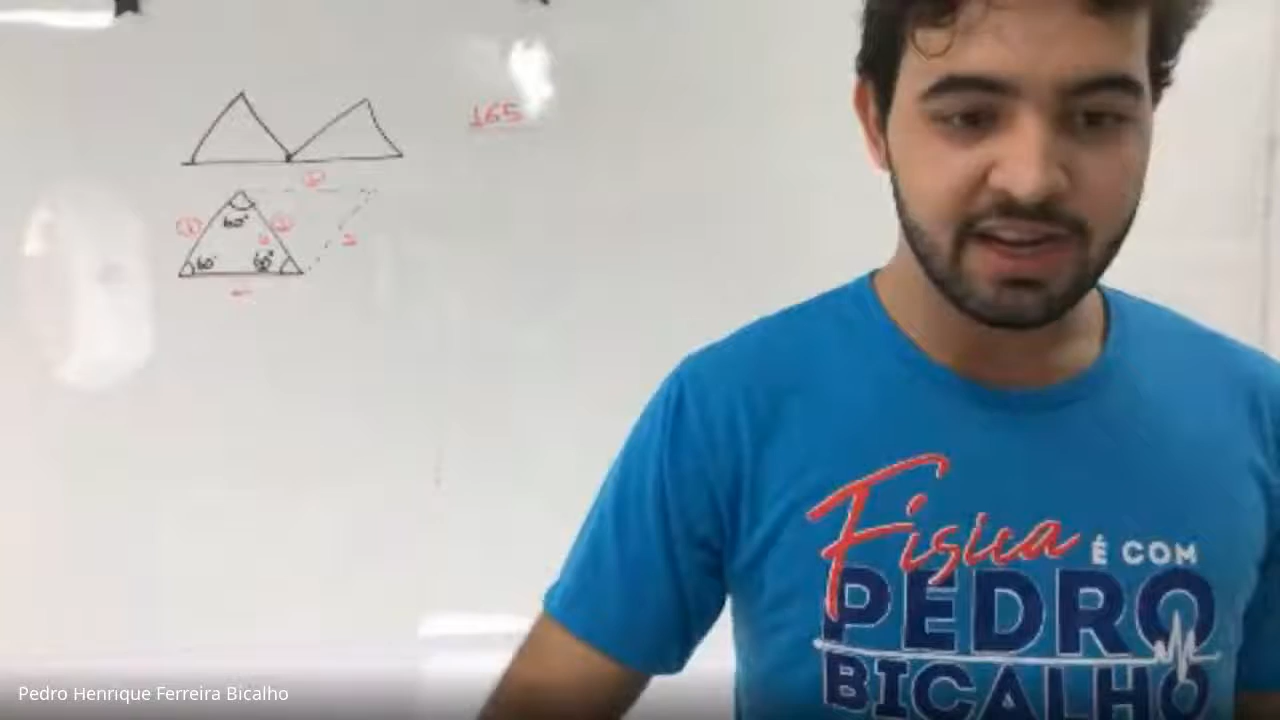 165
60°
60°
60°
Física É COM
PEDRO
BICALHO
Pedro Henrique Ferreira Bicalho